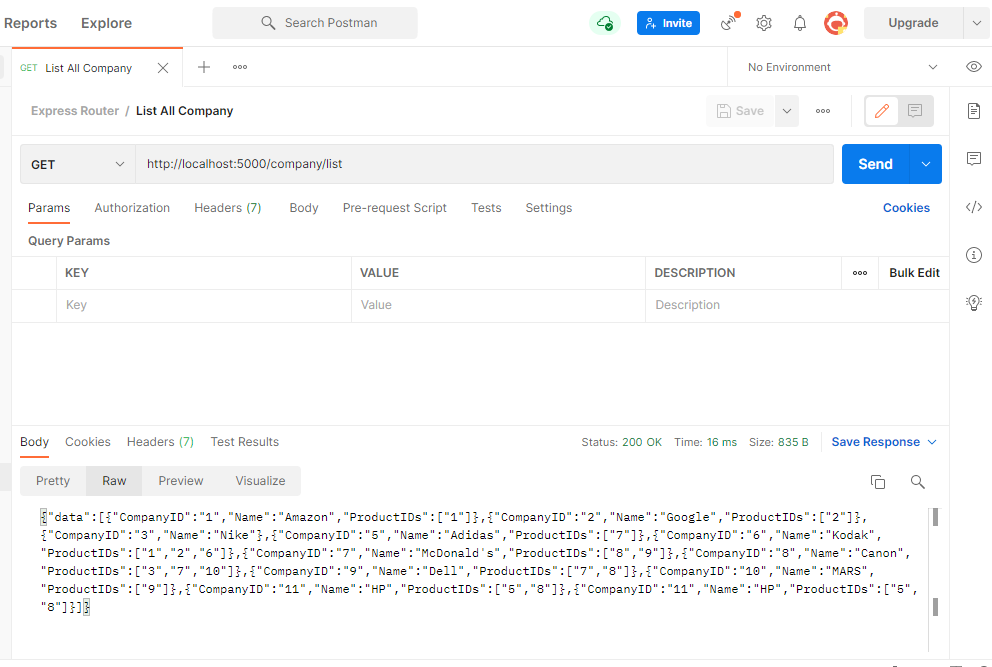 Reports Explore Search Postman Invite Upgrade
GET List All Company No Environment
Express Router / List All Company Save
GET http://localhost:5000/company/list Send
Params Authorization Headers (7) Body Pre-request Script Tests Settings Cookies
Query Params
KEY VALUE DESCRIPTION Bulk Edit
Key Value Description
Body Cookies Headers (7) Test Results Status: 200 OK Time: 16 ms Size: 835 B Save Response
Pretty Raw Preview Visualize
{"data":[{"CompanyID":"1","Name":"Amazon","ProductIDs":["1"]},{"CompanyID":"2","Name":"Google","ProductIDs":["2"]},
{"CompanyID":"3","Name":"Nike"},{"CompanyID":"5","Name":"Adidas","ProductIDs":["7"]},{"CompanyID":"6","Name":"Kodak",
"ProductIDs":["1","2","6"]},{"CompanyID":"7","Name":"McDonald's","ProductIDs":["8","9"]},{"CompanyID":"8","Name":"Canon",
"ProductIDs":["3","7","10"]},{"CompanyID":"9","Name":"Dell","ProductIDs":["7","8"]},{"CompanyID":"10","Name":"MARS",
"ProductIDs":["9"]},{"CompanyID":"11","Name":"HP","ProductIDs":["5","8"]},{"CompanyID":"11","Name":"HP","ProductIDs":["5",
"8"]}]}